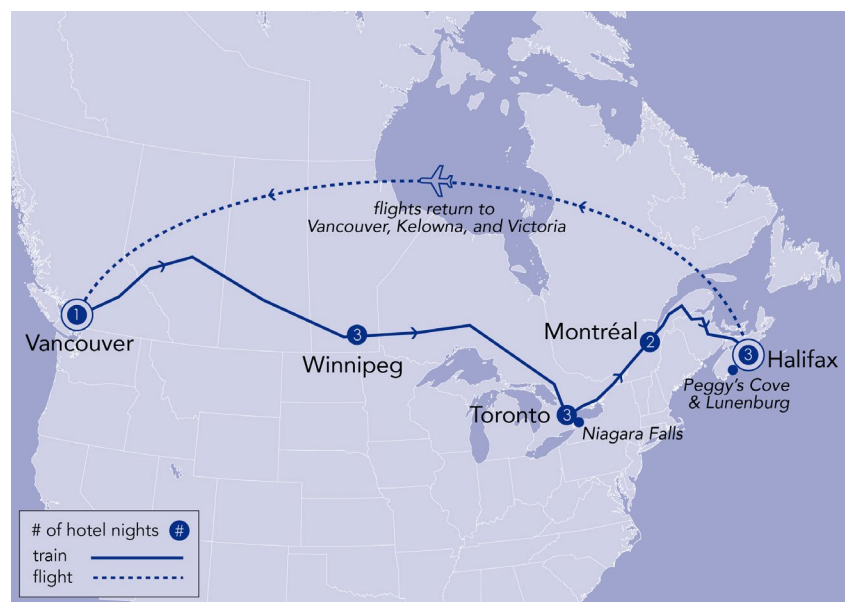 flights return to
Vancouver, Kelowna, and Victoria
1
Vancouver
3
Winnipeg
Montréal
2
3
Halifax
Peggy's Cove
& Lunenburg
Toronto
3
Niagara Falls
# of hotel nights #
train
flight